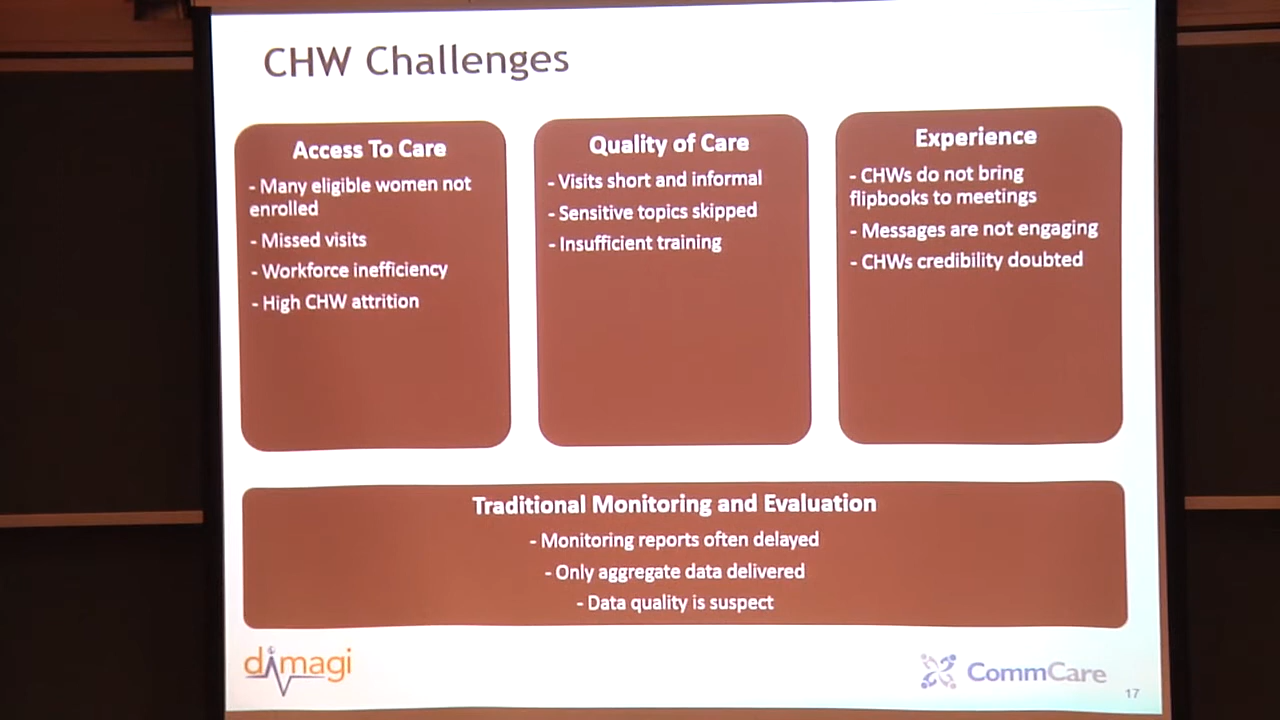 CHW Challenges
Access To Care
- Many eligible women not
enrolled
- Missed visits
- Workforce inefficiency
- High CHW attrition
Quality of Care
- Visits short and informal
- Sensitive topics skipped
- Insufficient training
Experience
- CHWs do not bring
flipbooks to meetings
- Messages are not engaging
- CHWs credibility doubted
Traditional Monitoring and Evaluation
- Monitoring reports often delayed
- Only aggregate data delivered
- Data quality is suspect
dimagi
CommCare
17